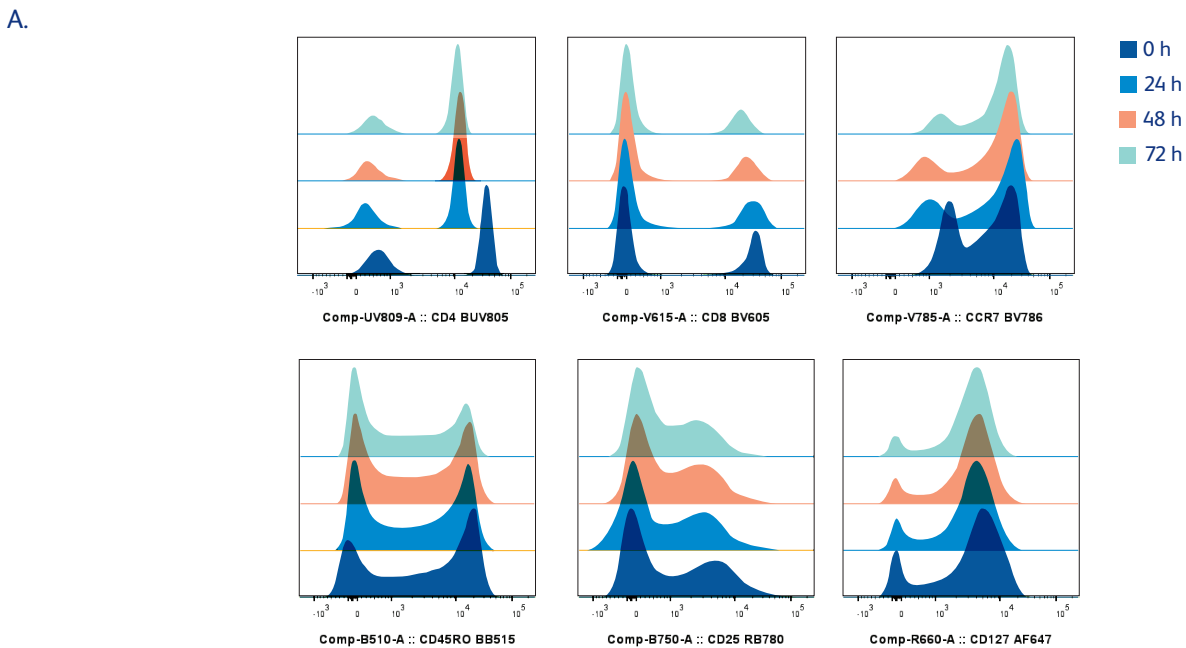 A.
0 h
24 h
48 h
72 h
-10³ 0 10³ 10⁴ 10⁵
Comp-UV809-A :: CD4 BUV805
-10³ 0 10³ 10⁴ 10⁵
Comp-V615-A :: CD8 BV605
-10³ 0 10³ 10⁴ 10⁵
Comp-V785-A :: CCR7 BV786
-10³ 0 10³ 10⁴ 10⁵
Comp-B510-A :: CD45RO BB515
-10³ 0 10³ 10⁴ 10⁵
Comp-B750-A :: CD25 RB780
-10³ 0 10³ 10⁴ 10⁵
Comp-R660-A :: CD127 AF647